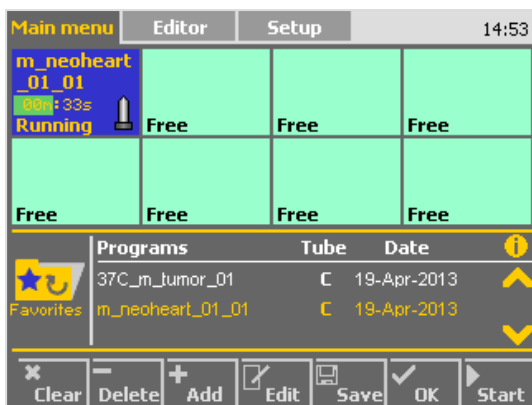 Main menu Editor Setup 14:53
m_neoheart
_01_01
00m:33s
Running Free Free Free
Free Free Free Free
Programs Tube Date i
37C_m_tumor_01 C 19-Apr-2013
Favorites m_neoheart_01_01 C 19-Apr-2013
Clear Delete Add Edit Save OK Start